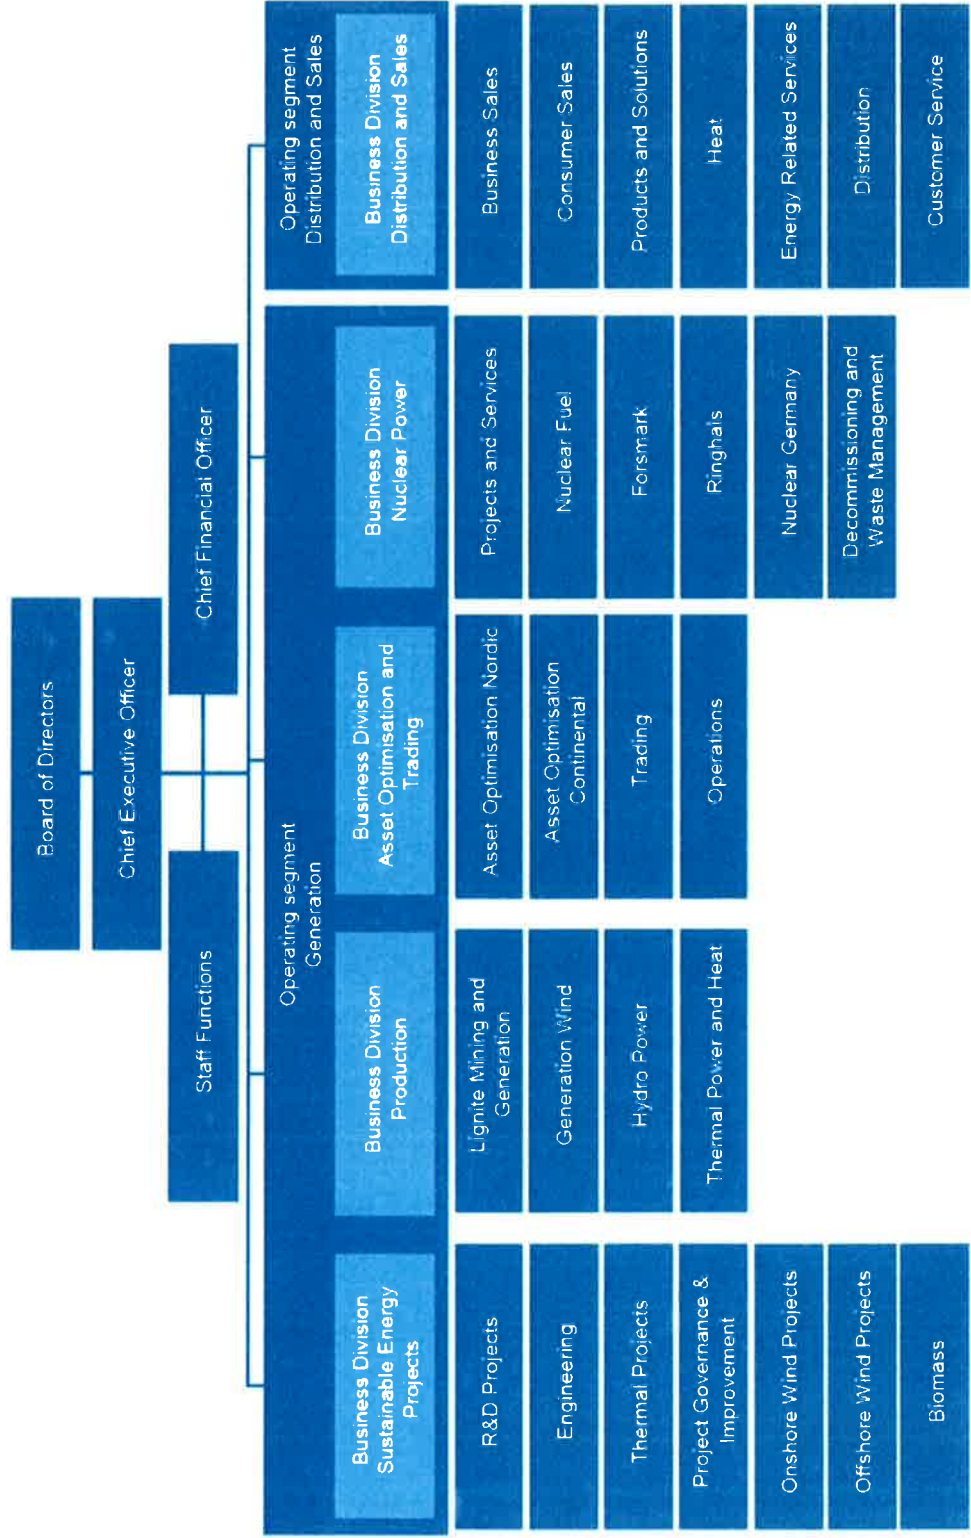 Board of Directors
Chief Executive Officer
Staff Functions
Chief Financial Officer
Operating segment
Generation
Operating segment
Distribution and Sales
Business Division
Sustainable Energy
Projects
Business Division
Production
Business Division
Asset Optimisation and
Trading
Business Division
Nuclear Power
Business Division
Distribution and Sales
R&D Projects
Engineering
Thermal Projects
Project Governance &
Improvement
Onshore Wind Projects
Offshore Wind Projects
Biomass
Lignite Mining and
Generation
Generation Wind
Hydro Power
Thermal Power and Heat
Asset Optimisation Nordic
Asset Optimisation
Continental
Trading
Operations
Projects and Services
Nuclear Fuel
Forsmark
Ringhals
Nuclear Germany
Decommissioning and
Waste Management
Business Sales
Consumer Sales
Products and Solutions
Heat
Energy Related Services
Distribution
Customer Service